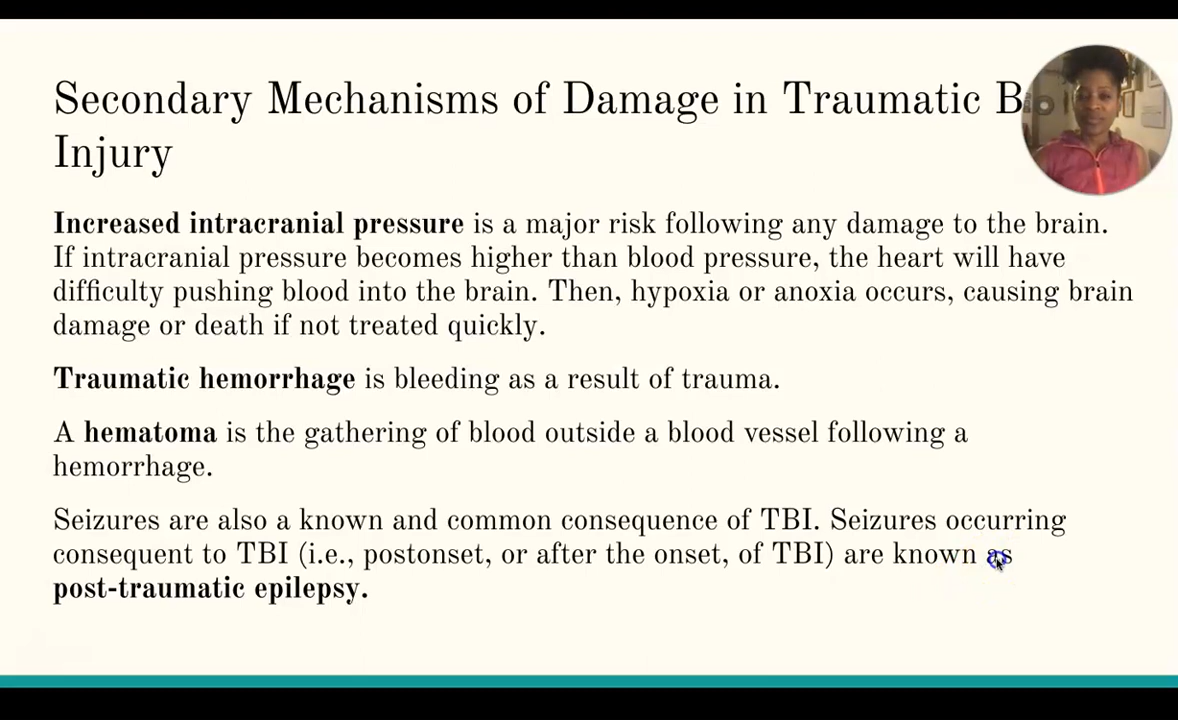 Secondary Mechanisms of Damage in Traumatic
Injury
Increased intracranial pressure is a major risk following any damage to the brain.
If intracranial pressure becomes higher than blood pressure, the heart will have
difficulty pushing blood into the brain. Then, hypoxia or anoxia occurs, causing brain
damage or death if not treated quickly.
Traumatic hemorrhage is bleeding as a result of trauma.
A hematoma is the gathering of blood outside a blood vessel following a
hemorrhage.
Seizures are also a known and common consequence of TBI. Seizures occurring
consequent to TBI (i.e., postonset, or after the onset, of TBI) are known as
post-traumatic epilepsy.